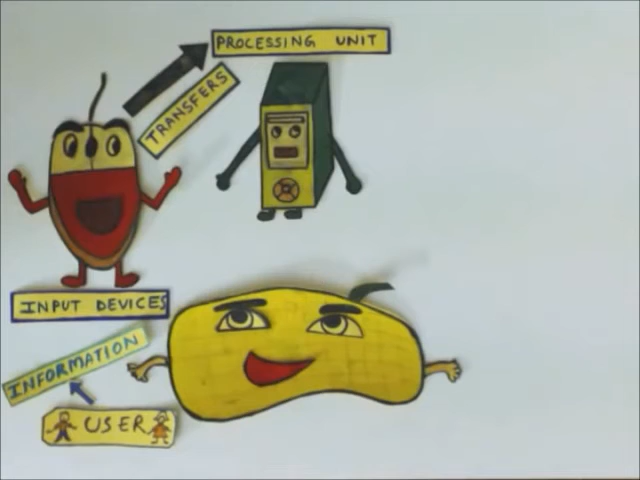 PROCESSING UNIT
TRANSFERS
INPUT DEVICES
INFORMATION
USER